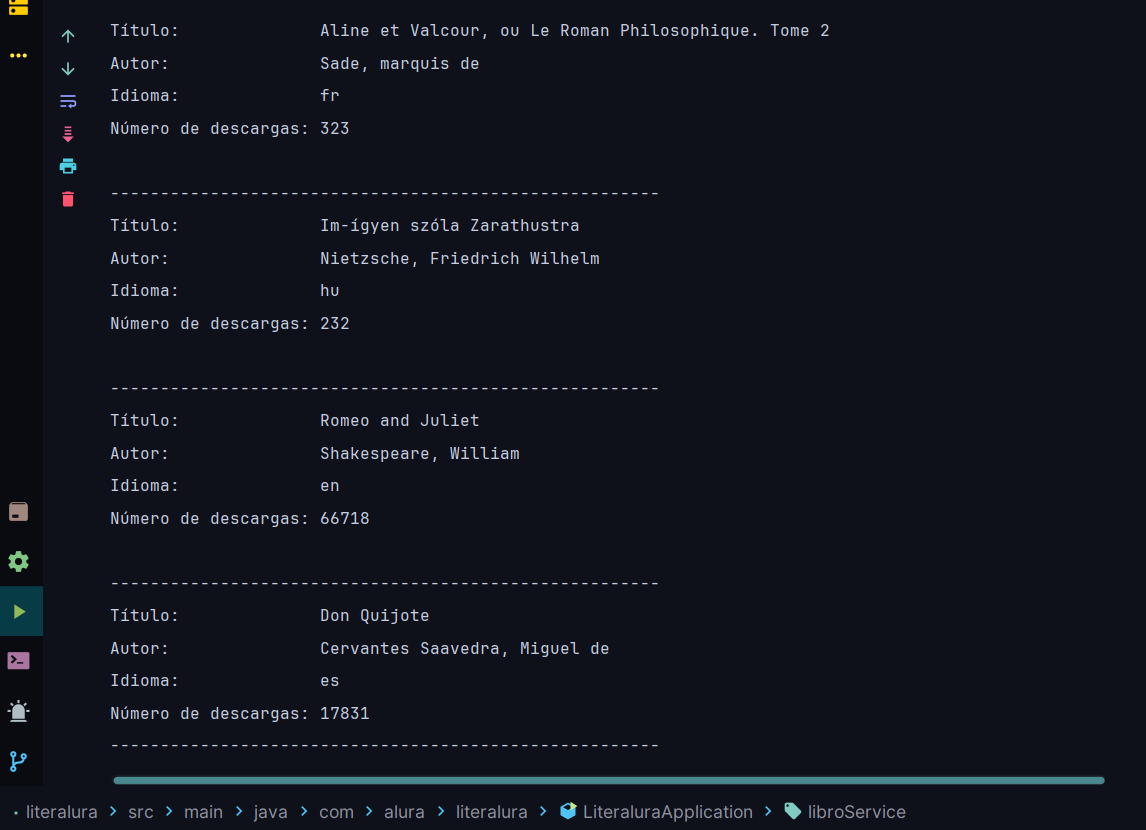 Título:              Aline et Valcour, ou Le Roman Philosophique. Tome 2
Autor:               Sade, marquis de
Idioma:              fr
Número de descargas: 323
-------------------------------------------------------
Título:              Im-ígyen szóla Zarathustra
Autor:               Nietzsche, Friedrich Wilhelm
Idioma:              hu
Número de descargas: 232
-------------------------------------------------------
Título:              Romeo and Juliet
Autor:               Shakespeare, William
Idioma:              en
Número de descargas: 66718
-------------------------------------------------------
Título:              Don Quijote
Autor:               Cervantes Saavedra, Miguel de
Idioma:              es
Número de descargas: 17831
-------------------------------------------------------
literalura > src > main > java > com > alura > literalura > LiteraluraApplication > libroService